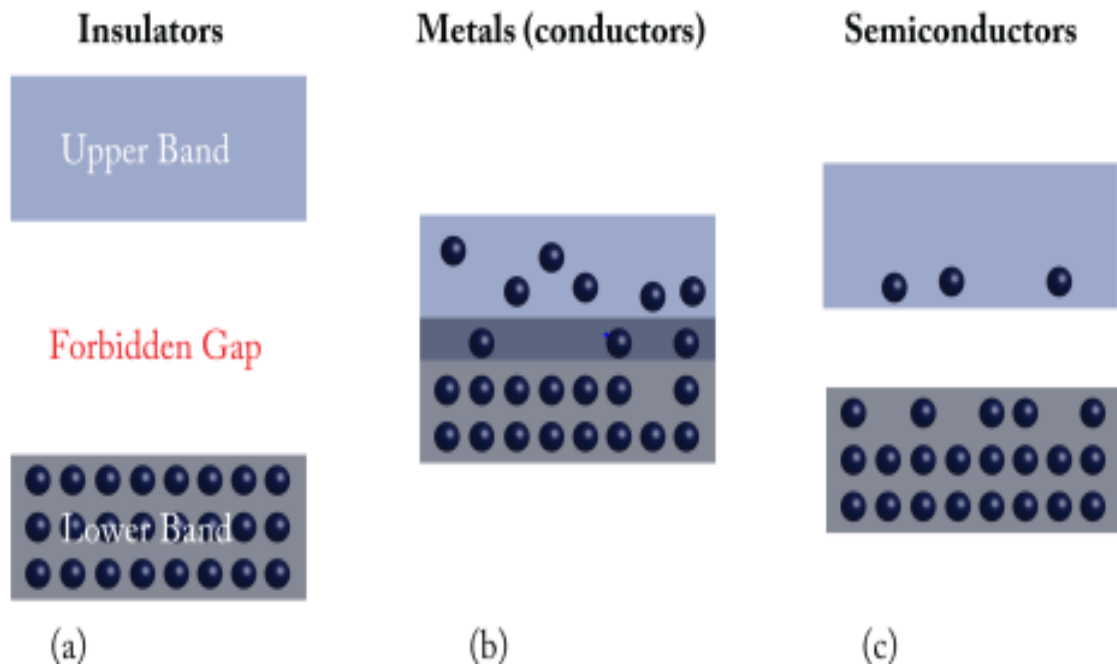 Insulators
Metals (conductors)
Semiconductors
Upper Band
Forbidden Gap
Lower Band
(a)
(b)
(c)